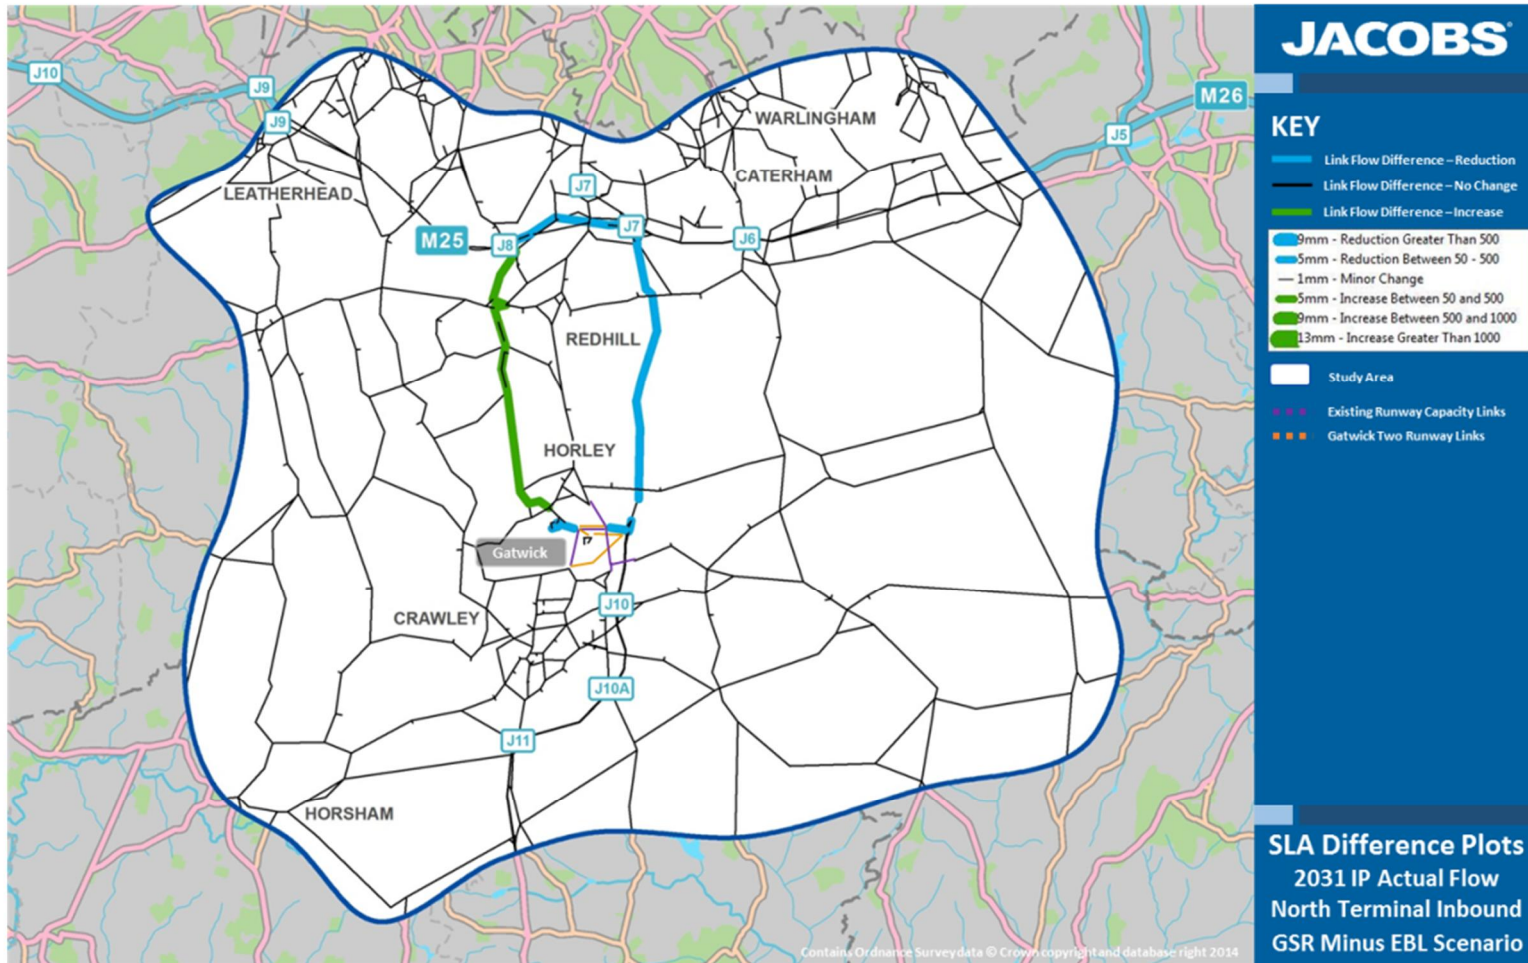 JACOBS
M26
J10
J9
J9
J5
WARLINGHAM
CATERHAM
LEATHERHEAD
J7
J7
M25
J8
J6
REDHILL
HORLEY
Gatwick
CRAWLEY
J10
J10A
J11
HORSHAM
Contains Ordnance Survey data © Crown copyright and database right 2014
KEY
Link Flow Difference – Reduction
Link Flow Difference – No Change
Link Flow Difference – Increase
9mm - Reduction Greater Than 500
5mm - Reduction Between 50 - 500
1mm - Minor Change
5mm - Increase Between 50 and 500
9mm - Increase Between 500 and 1000
13mm - Increase Greater Than 1000
Study Area
Existing Runway Capacity Links
Gatwick Two Runway Links
SLA Difference Plots
2031 IP Actual Flow
North Terminal Inbound
GSR Minus EBL Scenario